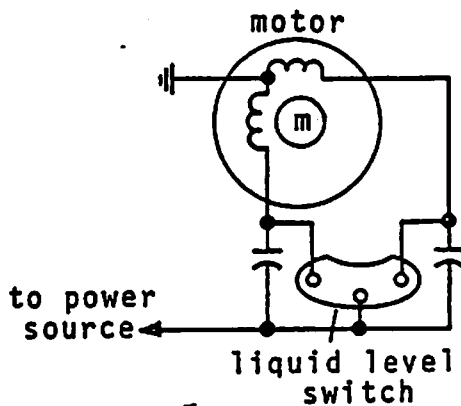 motor
m
to power
source
liquid level
switch